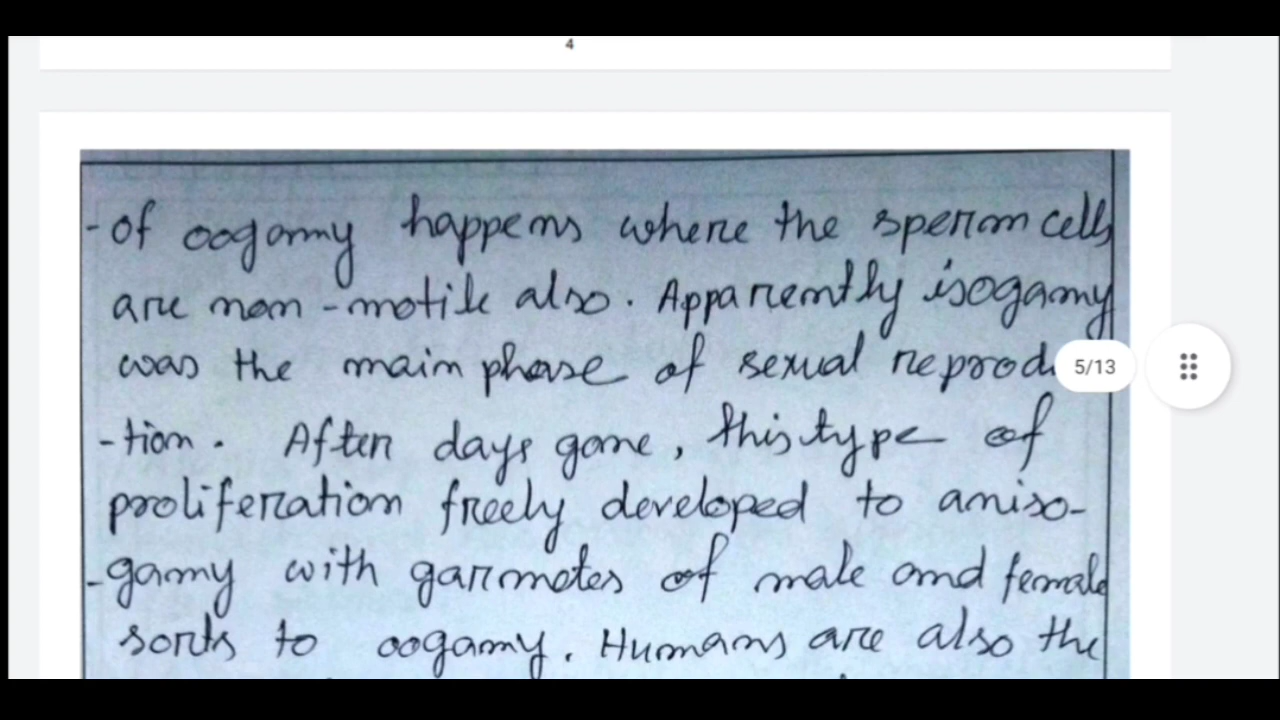 4
-of oogamy happens where the sperm cells
are non-motile also. Apparently isogamy
was the main phase of sexual reprod
5/13
-tion. After days gone, this type of
proliferation freely developed to aniso-
-gamy with garmetes of male and female
sorts to oogamy. Humans are also the